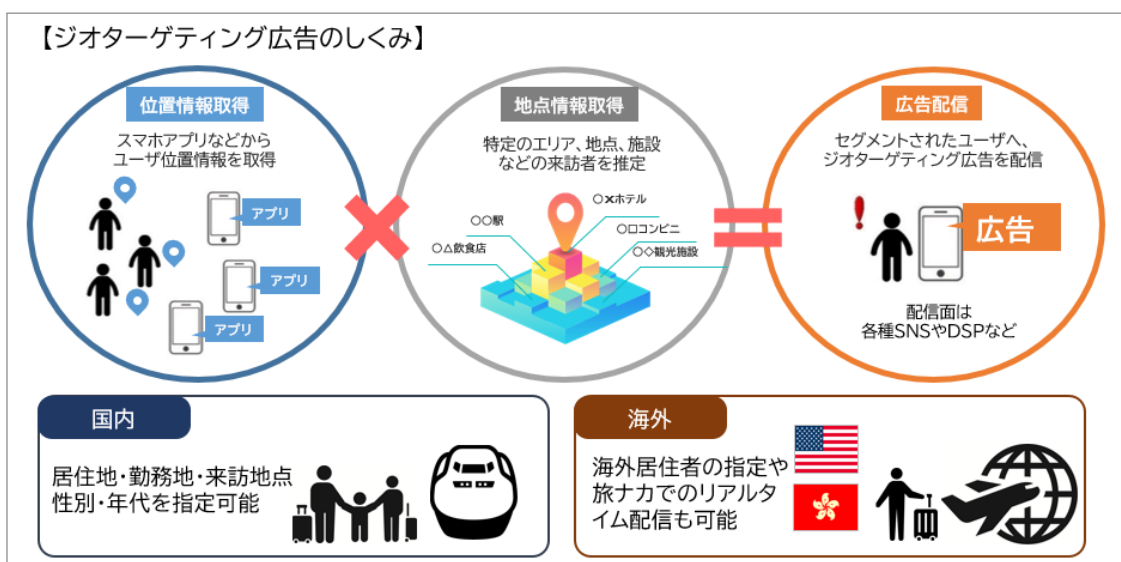 【ジオターゲティング広告のしくみ】
位置情報取得
スマホアプリなどから
ユーザ位置情報を取得
アプリ
アプリ
アプリ
地点情報取得
特定のエリア、地点、施設
などの来訪者を推定
○×ホテル
○○駅
○□コンビニ
○△飲食店
○◇観光施設
広告配信
セグメントされたユーザへ、
ジオターゲティング広告を配信
広告
配信面は
各種SNSやDSPなど
国内
居住地・勤務地・来訪地点
性別・年代を指定可能
海外
海外居住者の指定や
旅ナカでのリアルタ
イム配信も可能